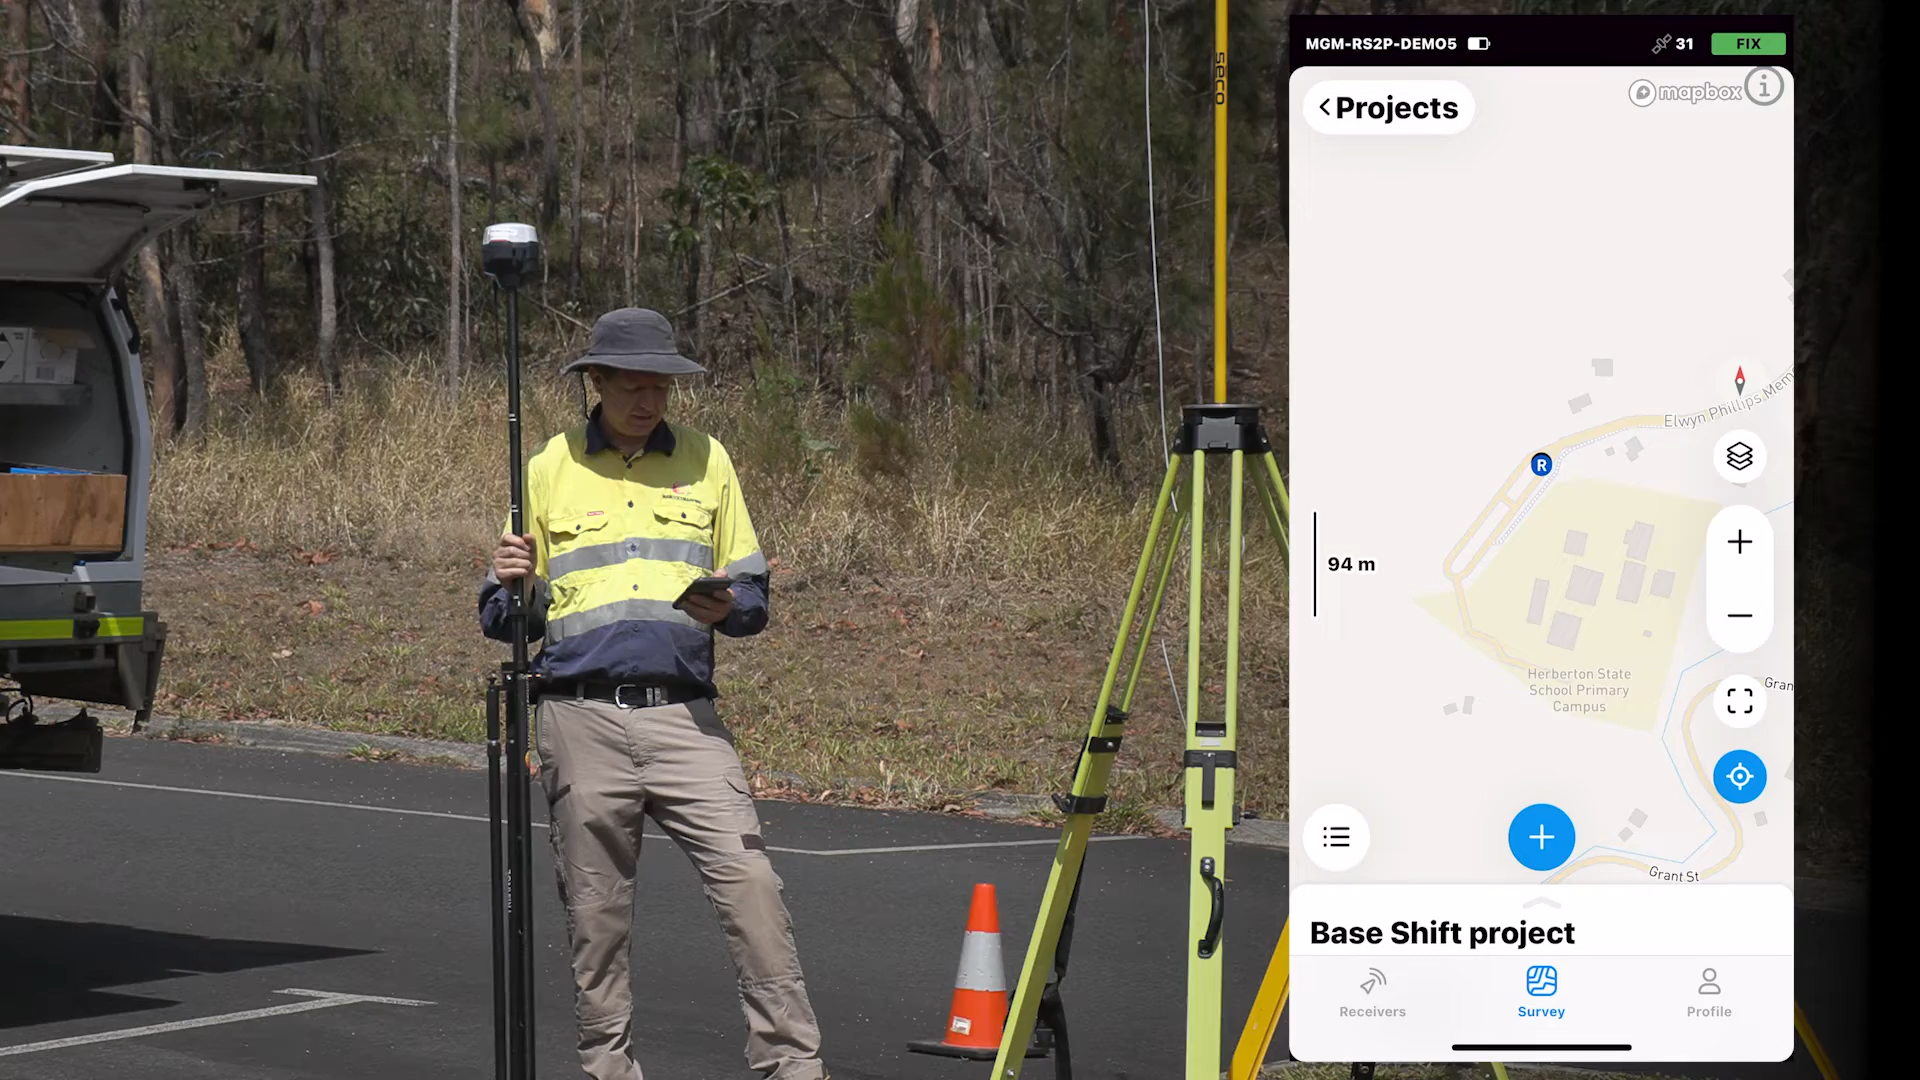 MGM-RS2P-DEMO5
31
FIX
Projects
mapbox
i
seco
Elwyn Phillips Mem
R
94 m
Herberton State
School Primary
Campus
Gran
Grant St
Base Shift project
Receivers
Survey
Profile